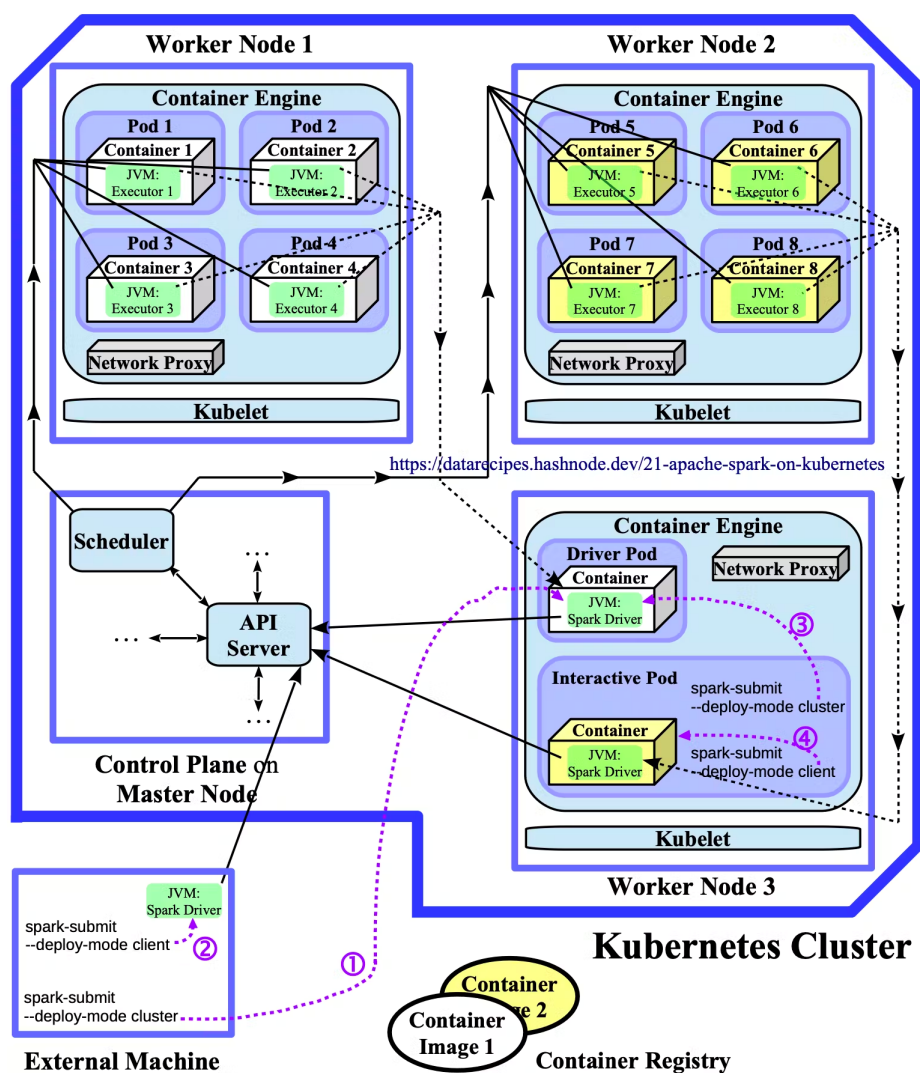 Worker Node 1
Worker Node 2
Container Engine
Pod 1
Pod 2
Container 1
Container 2
JVM:
Executor 1
JVM:
Executor 2
Pod 3
Pod 4
Container 3
Container 4
JVM:
Executor 3
JVM:
Executor 4
Network Proxy
Kubelet
Container Engine
Pod 5
Pod 6
Container 5
Container 6
JVM:
Executor 5
JVM:
Executor 6
Pod 7
Pod 8
Container 7
Container 8
JVM:
Executor 7
JVM:
Executor 8
Network Proxy
Kubelet
https://datarecipes.hashnode.dev/21-apache-spark-on-kubernetes
Scheduler
...
API
Server
...
...
Control Plane on
Master Node
Container Engine
Driver Pod
Network Proxy
Container
JVM:
Spark Driver
③
Interactive Pod
spark-submit
--deploy-mode cluster
Container
④
JVM:
Spark Driver
spark-submit
--deploy-mode client
Kubelet
Worker Node 3
JVM:
Spark Driver
spark-submit
--deploy-mode client
②
①
spark-submit
--deploy-mode cluster
External Machine
Kubernetes Cluster
Container
Container
Image 1
Container Registry